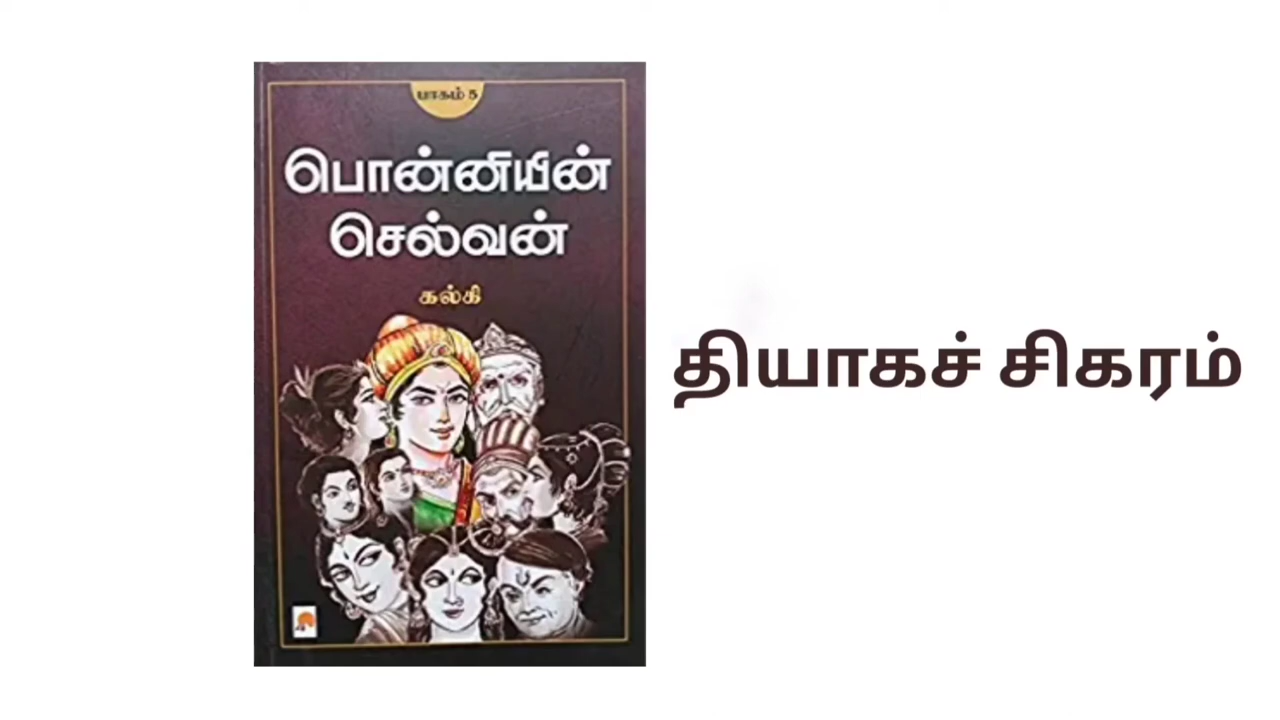 பாகம் 5
பொன்னியின்
செல்வன்
கல்கி
தியாகச் சிகரம்